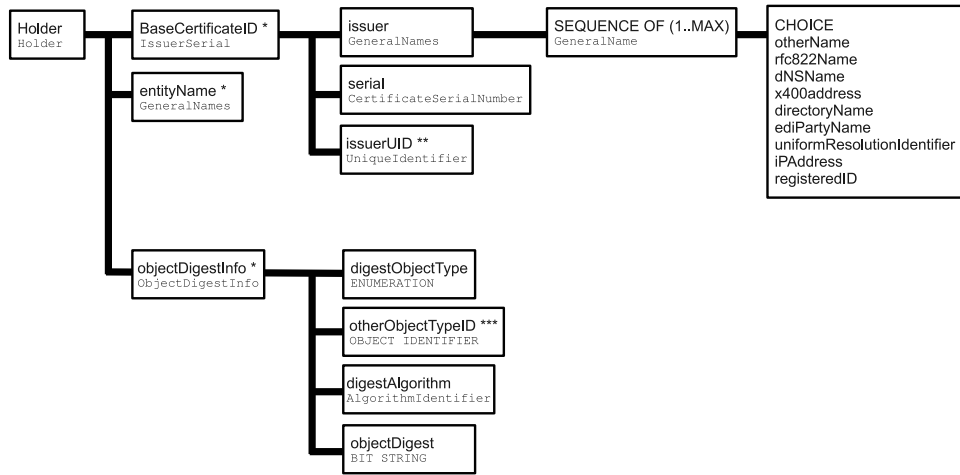 Holder
Holder
BaseCertificateID *
IssuerSerial
issuer
GeneralNames
SEQUENCE OF (1..MAX)
GeneralName
CHOICE
otherName
rfc822Name
dNSName
x400address
directoryName
ediPartyName
uniformResolutionIdentifier
iPAddress
registeredID
entityName *
GeneralNames
serial
CertificateSerialNumber
issuerUID **
UniqueIdentifier
objectDigestInfo *
ObjectDigestInfo
digestObjectType
ENUMERATION
otherObjectTypeID ***
OBJECT IDENTIFIER
digestAlgorithm
AlgorithmIdentifier
objectDigest
BIT STRING